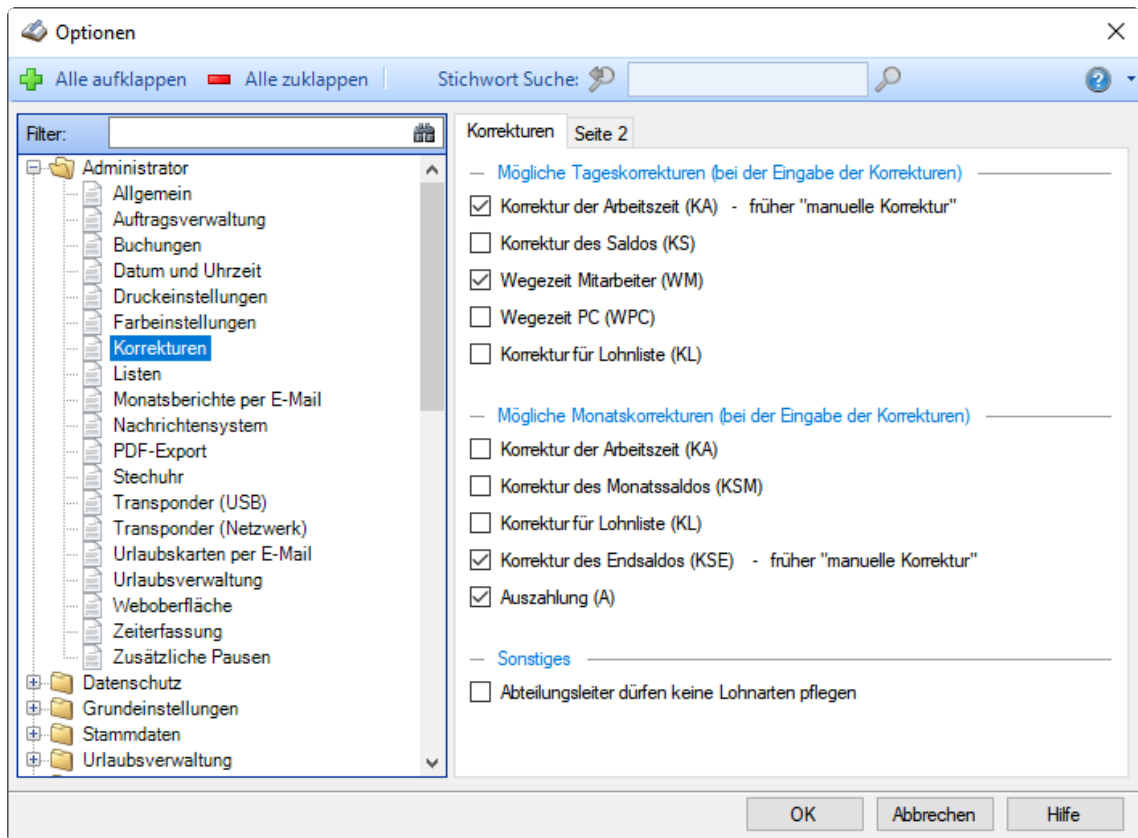 Optionen
Alle aufklappen Alle zuklappen Stichwort Suche:
Filter:
Administrator
Allgemein
Auftragsverwaltung
Buchungen
Datum und Uhrzeit
Druckeinstellungen
Farbeinstellungen
Korrekturen
Listen
Monatsberichte per E-Mail
Nachrichtensystem
PDF-Export
Stechuhr
Transponder (USB)
Transponder (Netzwerk)
Urlaubskarten per E-Mail
Urlaubsverwaltung
Weboberfläche
Zeiterfassung
Zusätzliche Pausen
Datenschutz
Grundeinstellungen
Stammdaten
Urlaubsverwaltung
Korrekturen Seite 2
Mögliche Tageskorrekturen (bei der Eingabe der Korrekturen)
Korrektur der Arbeitszeit (KA) - früher "manuelle Korrektur"
Korrektur des Saldos (KS)
Wegezeit Mitarbeiter (WM)
Wegezeit PC (WPC)
Korrektur für Lohnliste (KL)
Mögliche Monatskorrekturen (bei der Eingabe der Korrekturen)
Korrektur der Arbeitszeit (KA)
Korrektur des Monatssaldos (KSM)
Korrektur für Lohnliste (KL)
Korrektur des Endsaldos (KSE) - früher "manuelle Korrektur"
Auszahlung (A)
Sonstiges
Abteilungsleiter dürfen keine Lohnarten pflegen
OK Abbrechen Hilfe